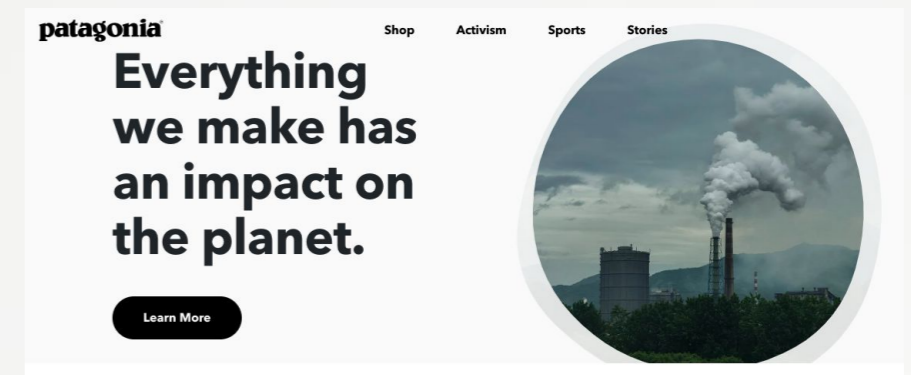 patagonia®
Shop Activism Sports Stories
Everything
we make has
an impact on
the planet.
Learn More